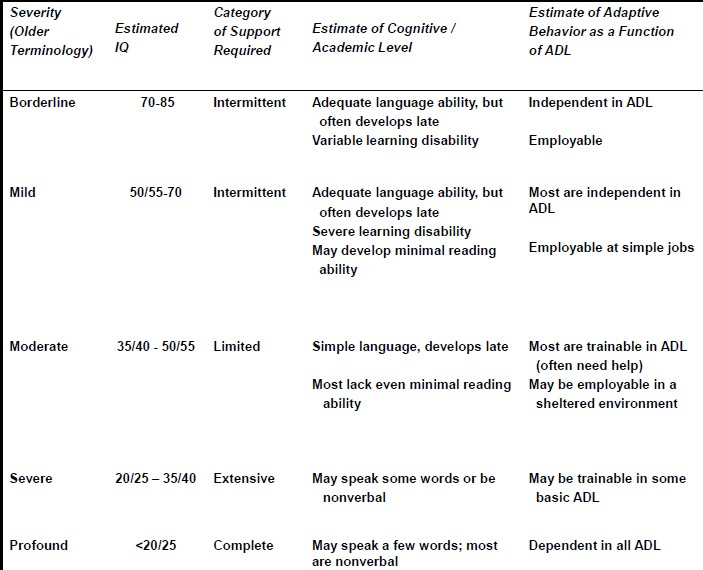 Severity (Older Terminology)
Estimated IQ
Category of Support Required
Estimate of Cognitive / Academic Level
Estimate of Adaptive Behavior as a Function of ADL
Borderline
70-85
Intermittent
Adequate language ability, but
often develops late
Variable learning disability
Independent in ADL
Employable
Mild
50/55-70
Intermittent
Adequate language ability, but
often develops late
Severe learning disability
May develop minimal reading
ability
Most are independent in
ADL
Employable at simple jobs
Moderate
35/40 - 50/55
Limited
Simple language, develops late
Most lack even minimal reading
ability
Most are trainable in ADL
(often need help)
May be employable in a
sheltered environment
Severe
20/25 – 35/40
Extensive
May speak some words or be
nonverbal
May be trainable in some
basic ADL
Profound
<20/25
Complete
May speak a few words; most
are nonverbal
Dependent in all ADL